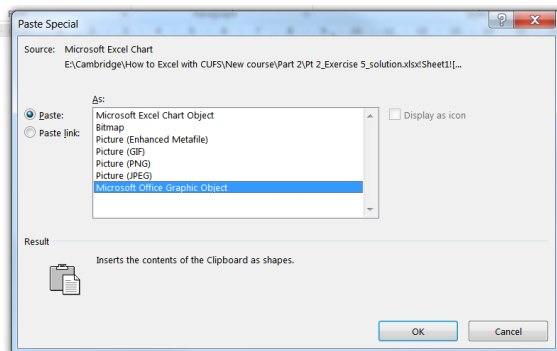 Paste Special
Source: Microsoft Excel Chart
E:\Cambridge\How to Excel with CUFS\New course\Part 2\Pt 2_Exercise 5_solution.xlsx!Sheet1![...
As:
Paste:
Paste link:
Microsoft Excel Chart Object
Bitmap
Picture (Enhanced Metafile)
Picture (GIF)
Picture (PNG)
Picture (JPEG)
Microsoft Office Graphic Object
Display as icon
Result
Inserts the contents of the Clipboard as shapes.
OK
Cancel